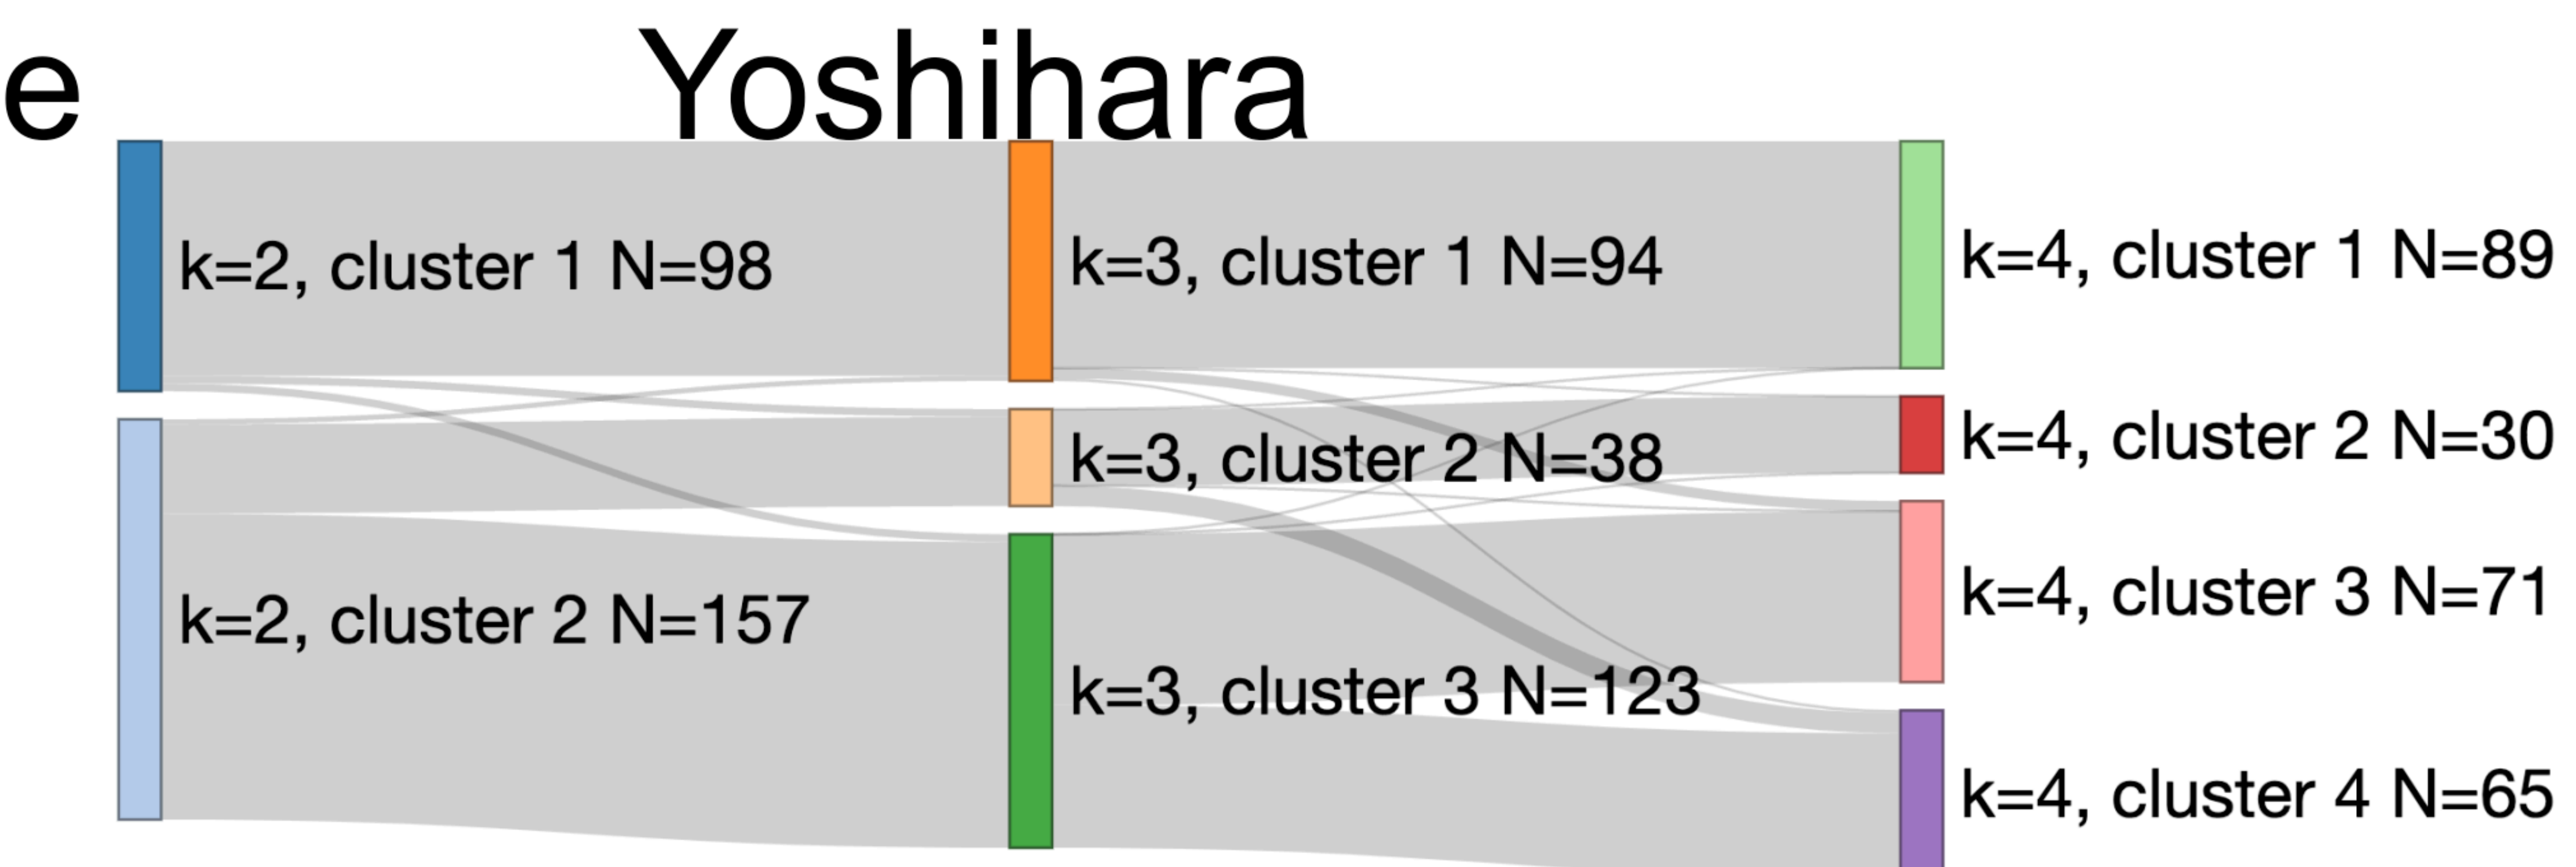 e
Yoshihara
k=2, cluster 1 N=98
k=2, cluster 2 N=157
k=3, cluster 1 N=94
k=3, cluster 2 N=38
k=3, cluster 3 N=123
k=4, cluster 1 N=89
k=4, cluster 2 N=30
k=4, cluster 3 N=71
k=4, cluster 4 N=65